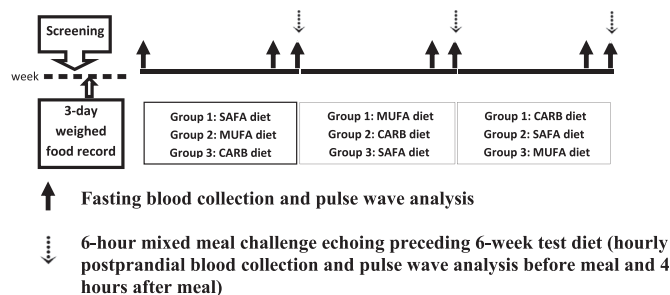 Screening
week
3-day
weighed
food record
Group 1: SAFA diet
Group 2: MUFA diet
Group 3: CARB diet
Group 1: MUFA diet
Group 2: CARB diet
Group 3: SAFA diet
Group 1: CARB diet
Group 2: SAFA diet
Group 3: MUFA diet
Fasting blood collection and pulse wave analysis
6-hour mixed meal challenge echoing preceding 6-week test diet (hourly
postprandial blood collection and pulse wave analysis before meal and 4
hours after meal)